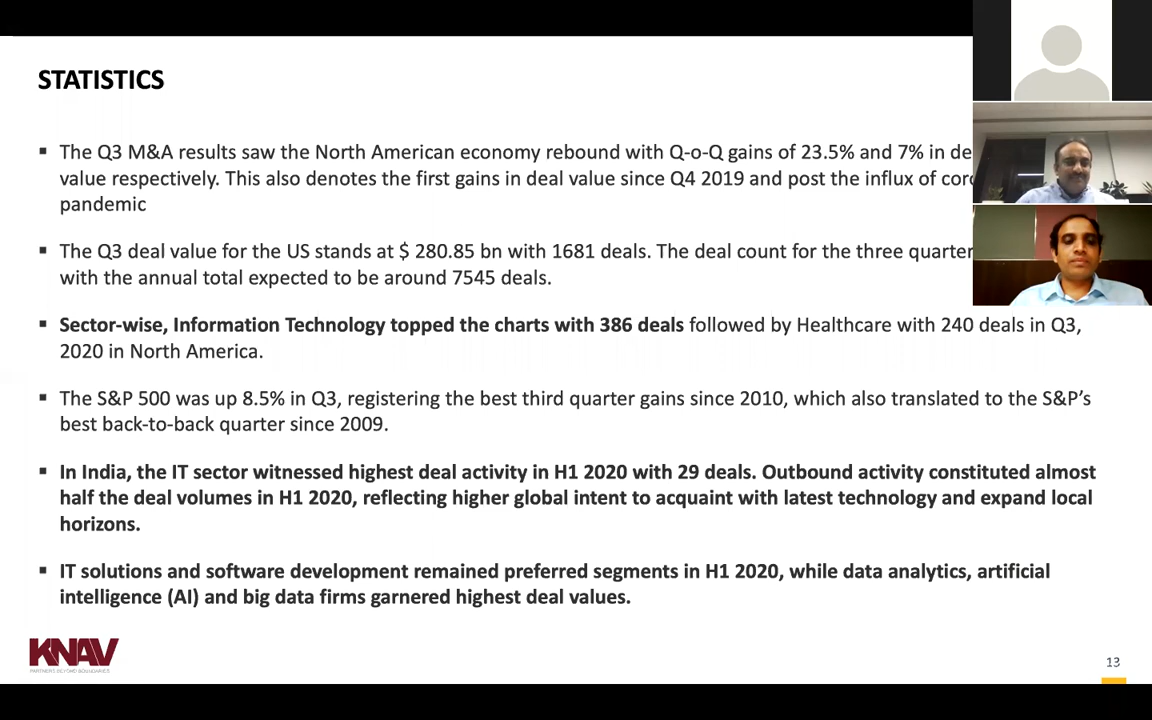 STATISTICS
▪ The Q3 M&A results saw the North American economy rebound with Q-o-Q gains of 23.5% and 7% in
value respectively. This also denotes the first gains in deal value since Q4 2019 and post the influx of
pandemic
▪ The Q3 deal value for the US stands at $ 280.85 bn with 1681 deals. The deal count for the three quarter
with the annual total expected to be around 7545 deals.
▪ Sector-wise, Information Technology topped the charts with 386 deals followed by Healthcare with 240 deals in Q3,
2020 in North America.
▪ The S&P 500 was up 8.5% in Q3, registering the best third quarter gains since 2010, which also translated to the S&P’s
best back-to-back quarter since 2009.
▪ In India, the IT sector witnessed highest deal activity in H1 2020 with 29 deals. Outbound activity constituted almost
half the deal volumes in H1 2020, reflecting higher global intent to acquaint with latest technology and expand local
horizons.
▪ IT solutions and software development remained preferred segments in H1 2020, while data analytics, artificial
intelligence (AI) and big data firms garnered highest deal values.
KNAV
PARTNERS BEYOND BOUNDARIES
13